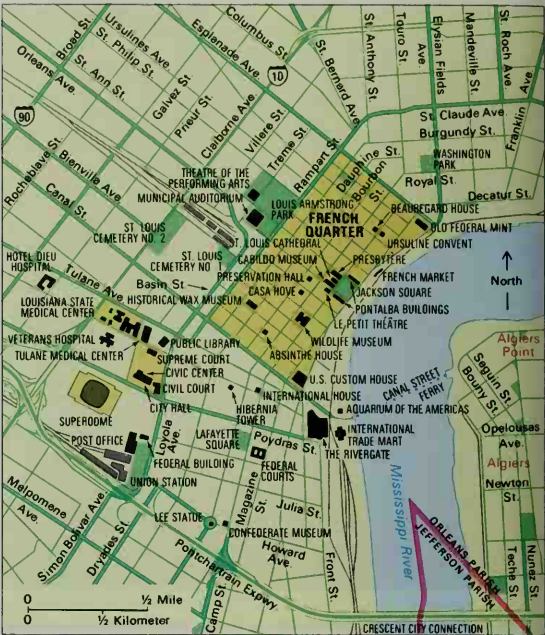 Broad St.
Ursulines Ave.
St. Philip St.
Esplanade Ave.
Columbus St.
10
St. Bernard Ave.
St. Anthony St.
Touro St.
Elysian Fields
Ave.
Mandeville St.
St. Roch Ave.
Franklin
Ave
Orleans Ave.
St. Ann St.
Galvez St.
Prieur St.
Claiborne Ave.
Villere St.
Treme St.
Rampart St.
St. Claude Ave.
Burgundy St.
90
Rocheblave St.
Bienville Ave.
Canal St.
Dauphine St.
Bourbon
St.
WASHINGTON
PARK
Royal St.
Decatur St.
THEATRE OF THE
PERFORMING ARTS
MUNICIPAL AUDITORIUM
LOUIS ARMSTRONG
PARK
FRENCH
QUARTER
BEAUREGARD HOUSE
OLD FEDERAL MINT
URSULINE CONVENT
ST. LOUIS
CEMETERY NO. 2
ST. LOUIS
CEMETERY NO 1
ST. LOUIS CATHEDRAL
CABILDO MUSEUM
PRESBYTÈRE
PRESERVATION HALL
FRENCH MARKET
CASA HOVE
JACKSON SQUARE
PONTALBA BUILDINGS
LE PETIT THÉÂTRE
HOTEL DIEU
HOSPITAL
Tulane Ave.
Basin St
HISTORICAL WAX MUSEUM
LOUISIANA STATE
MEDICAL CENTER
North
VETERANS HOSPITAL
TULANE MEDICAL CENTER
PUBLIC LIBRARY
SUPREME COURT
CIVIC CENTER
CIVIL COURT
CITY HALL
WILDLIFE MUSEUM
ABSINTHE HOUSE
U.S. CUSTOM HOUSE
INTERNATIONAL HOUSE
HIBERNIA
TOWER
CANAL STREET
FERRY
AQUARIUM OF THE AMERICAS
INTERNATIONAL
TRADE MART
THE RIVERGATE
Algiers
Point
Seguin St.
Bouny St.
Opelousas
Ave.
Algiers
Newton
St.
SUPERDOME
POST OFFICE
Loyola
Ave.
LAFAYETTE
SQUARE
Poydras St.
FEDERAL
COURTS
FEDERAL BUILDING
UNION STATION
Magazine
St.
Julia St.
Melpomene
Ave.
Simon Bolivar Ave.
Dryades St.
LEE STATUE
CONFEDERATE MUSEUM
Howard
Ave.
Front St.
Mississippi River
ORLEANS PARISH
JEFFERSON PARISH
Teche St.
Nunez St.
Pontchartrain Expwy
Camp St.
0 ½ Mile
0 ½ Kilometer
CRESCENT CITY CONNECTION